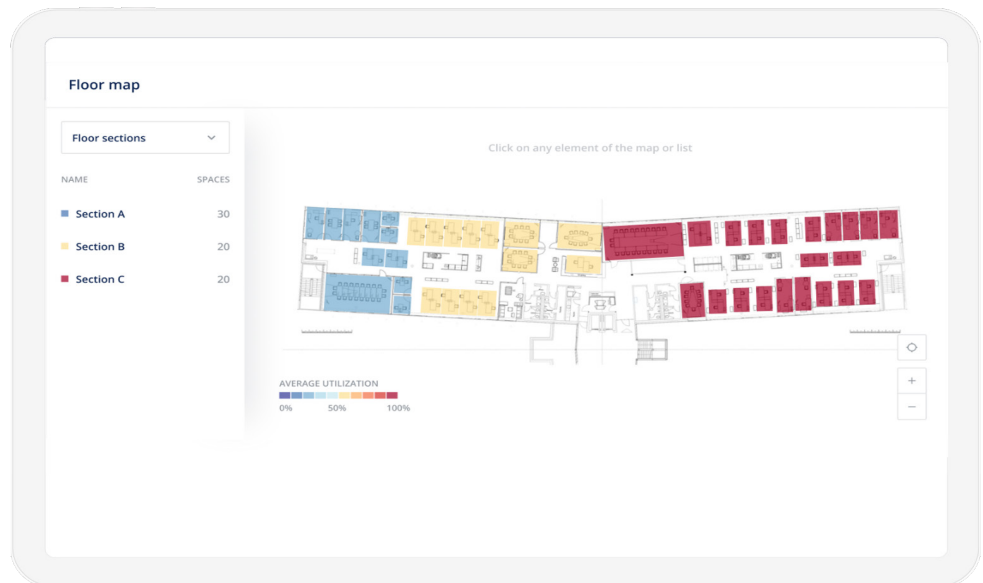 Floor map
Floor sections
Click on any element of the map or list
NAME SPACES
Section A 30
Section B 20
Section C 20
AVERAGE UTILIZATION
0% 50% 100%
+
−